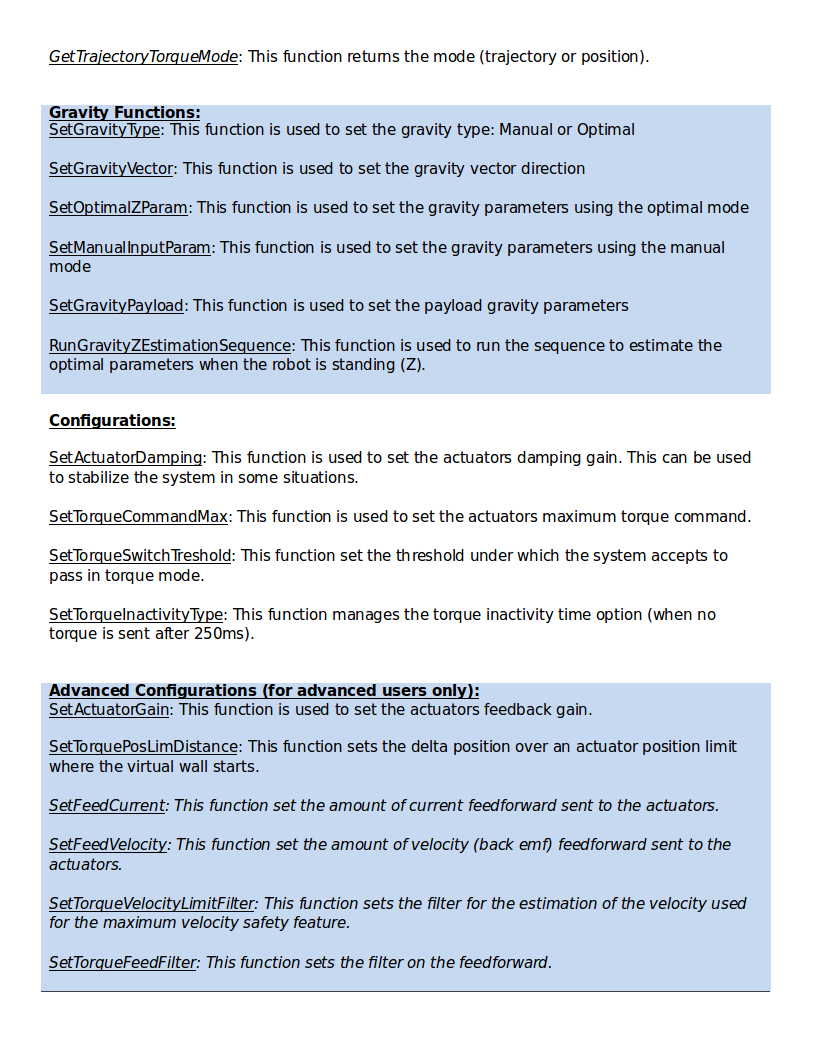 GetTrajectoryTorqueMode: This function returns the mode (trajectory or position).
Gravity Functions:
SetGravityType: This function is used to set the gravity type: Manual or Optimal
SetGravityVector: This function is used to set the gravity vector direction
SetOptimalZParam: This function is used to set the gravity parameters using the optimal mode
SetManualInputParam: This function is used to set the gravity parameters using the manual
mode
SetGravityPayload: This function is used to set the payload gravity parameters
RunGravityZEstimationSequence: This function is used to run the sequence to estimate the
optimal parameters when the robot is standing (Z).
Configurations:
SetActuatorDamping: This function is used to set the actuators damping gain. This can be used
to stabilize the system in some situations.
SetTorqueCommandMax: This function is used to set the actuators maximum torque command.
SetTorqueSwitchTreshold: This function set the threshold under which the system accepts to
pass in torque mode.
SetTorqueInactivityType: This function manages the torque inactivity time option (when no
torque is sent after 250ms).
Advanced Configurations (for advanced users only):
SetActuatorGain: This function is used to set the actuators feedback gain.
SetTorquePosLimDistance: This function sets the delta position over an actuator position limit
where the virtual wall starts.
SetFeedCurrent: This function set the amount of current feedforward sent to the actuators.
SetFeedVelocity: This function set the amount of velocity (back emf) feedforward sent to the
actuators.
SetTorqueVelocityLimitFilter: This function sets the filter for the estimation of the velocity used
for the maximum velocity safety feature.
SetTorqueFeedFilter: This function sets the filter on the feedforward.